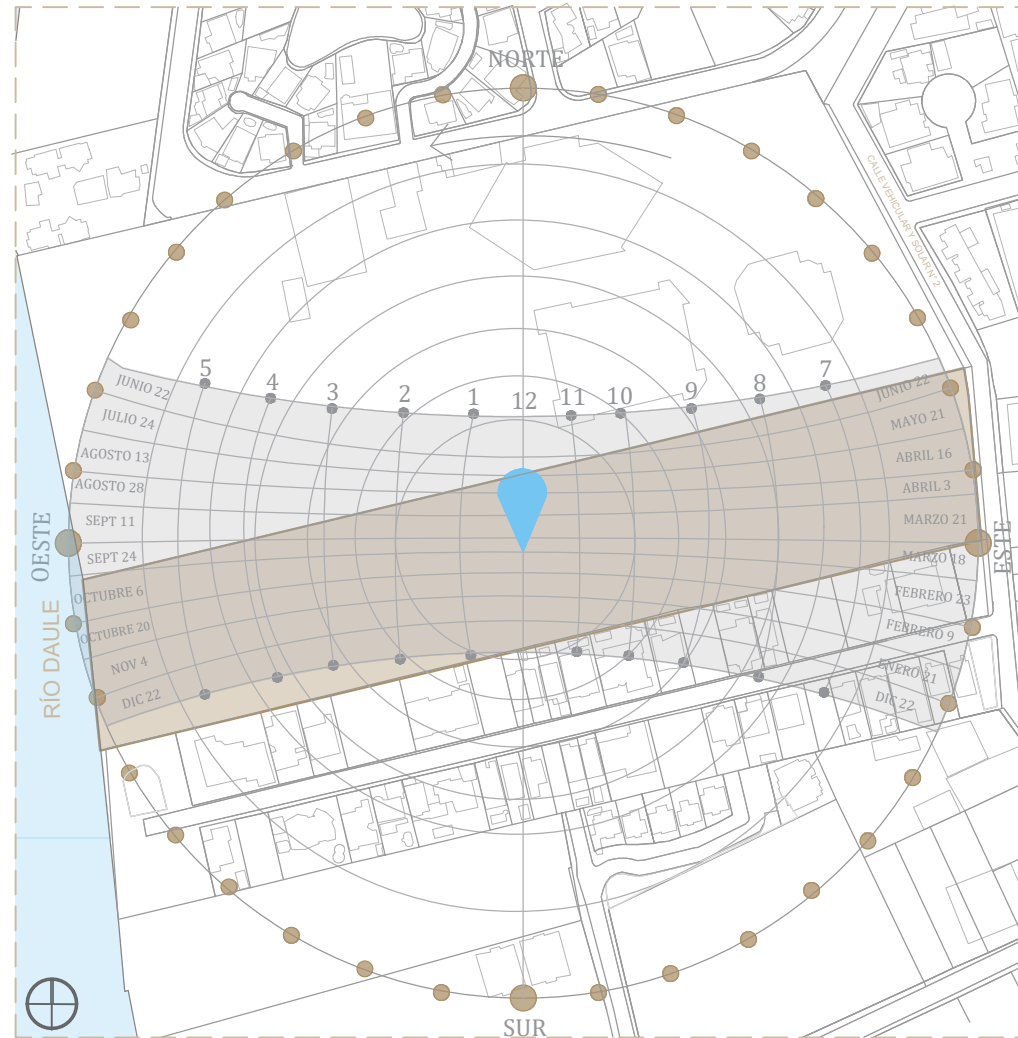 NORTE
CALLE VEHICULAR Y SOLAR N° 2
5
4
3
2
1
12
11
10
9
8
7
JUNIO 22
JULIO 24
AGOSTO 13
AGOSTO 28
SEPT 11
SEPT 24
OCTUBRE 6
OCTUBRE 20
NOV 4
DIC 22
JUNIO 22
MAYO 21
ABRIL 16
ABRIL 3
MARZO 21
MARZO 18
FEBRERO 23
FEBRERO 9
ENERO 21
DIC 22
OESTE
ESTE
RÍO DAULE
SUR